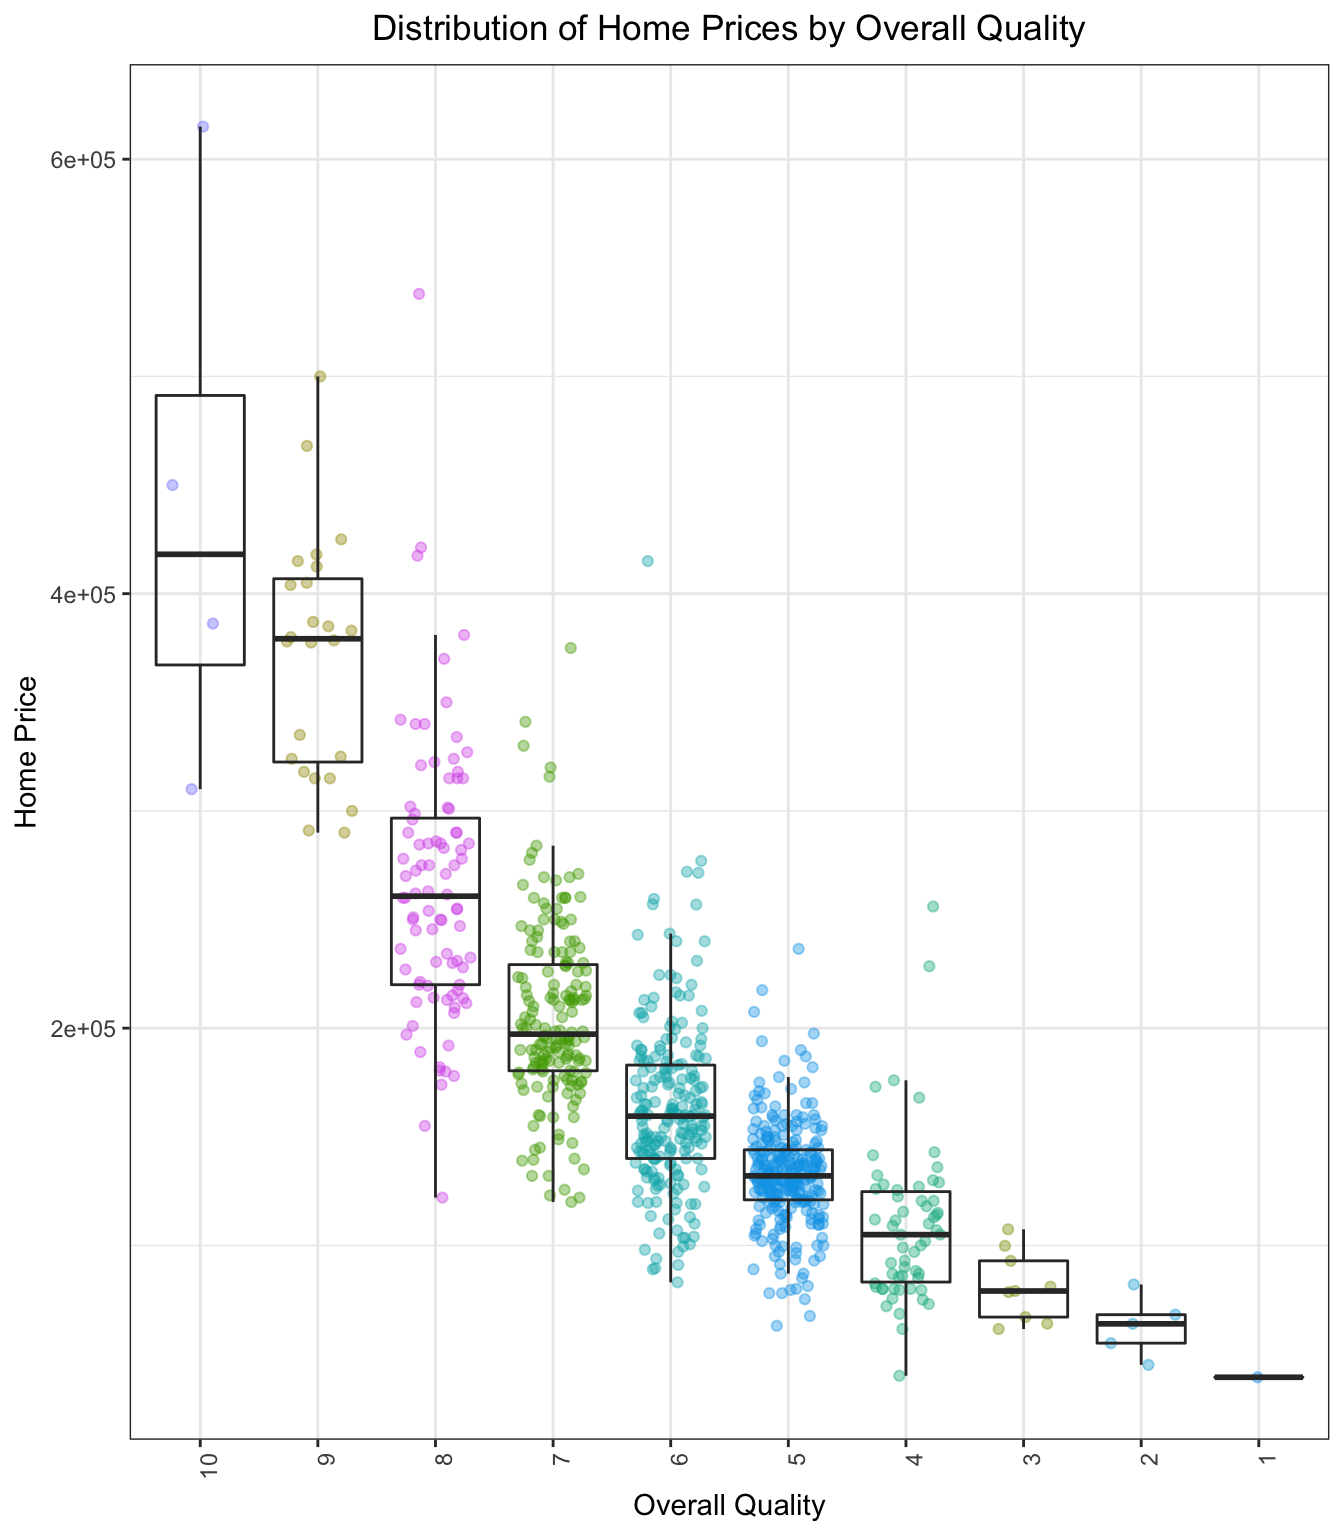 Distribution of Home Prices by Overall Quality
6e+05
4e+05
2e+05
Home Price
10 9 8 7 6 5 4 3 2 1
Overall Quality